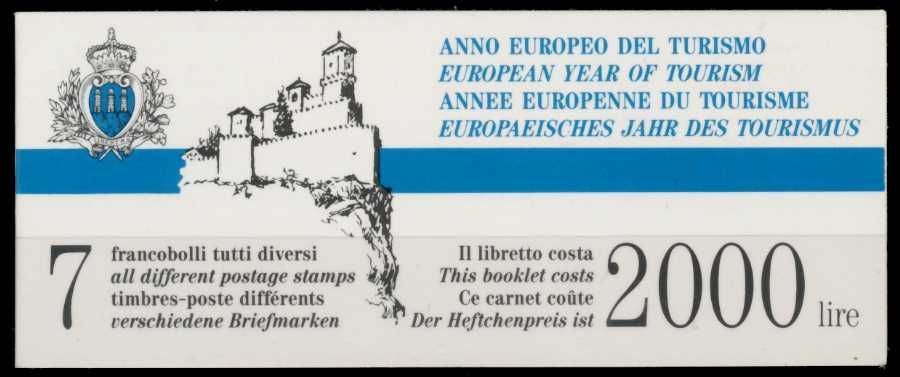 ANNO EUROPEO DEL TURISMO
EUROPEAN YEAR OF TOURISM
ANNEE EUROPENNE DU TOURISME
EUROPAEISCHES JAHR DES TOURISMUS
7
francobolli tutti diversi
all different postage stamps
timbres-poste différents
verschiedene Briefmarken
Il libretto costa
This booklet costs
Ce carnet coûte
Der Heftchenpreis ist
2000 lire